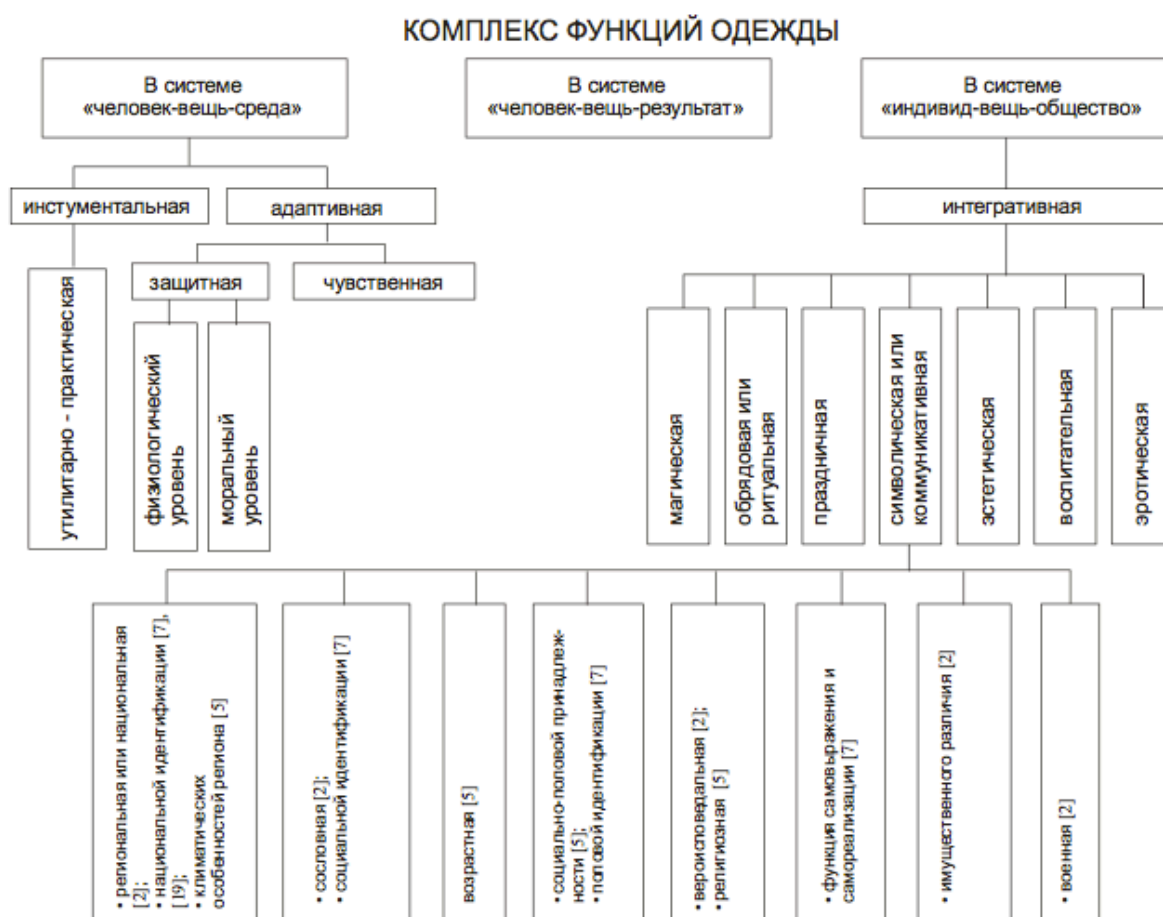 КОМПЛЕКС ФУНКЦИЙ ОДЕЖДЫ
В системе
«человек-вещь-среда»
В системе
«человек-вещь-результат»
В системе
«индивид-вещь-общество»
инстументальная
адаптивная
интегративная
защитная
чувственная
утилитарно - практическая
физиологический
уровень
моральный
уровень
магическая
обрядовая или
ритуальная
праздничная
символическая или
коммуникативная
эстетическая
воспитательная
эротическая
• региональная или национальная
[2];
• национальной идентификации [7],
[19];
• климатических
особенностей региона [5]
• сословная [2];
• социальной идентификации [7]
возрастная [5]
• социально-половой принадлеж-
ности [5];
• половой идентификации [7]
• вероисповедальная [2];
• религиозная [5]
• функция самовыражения и
самореализации [7]
• имущественного различия [2]
• военная [2]